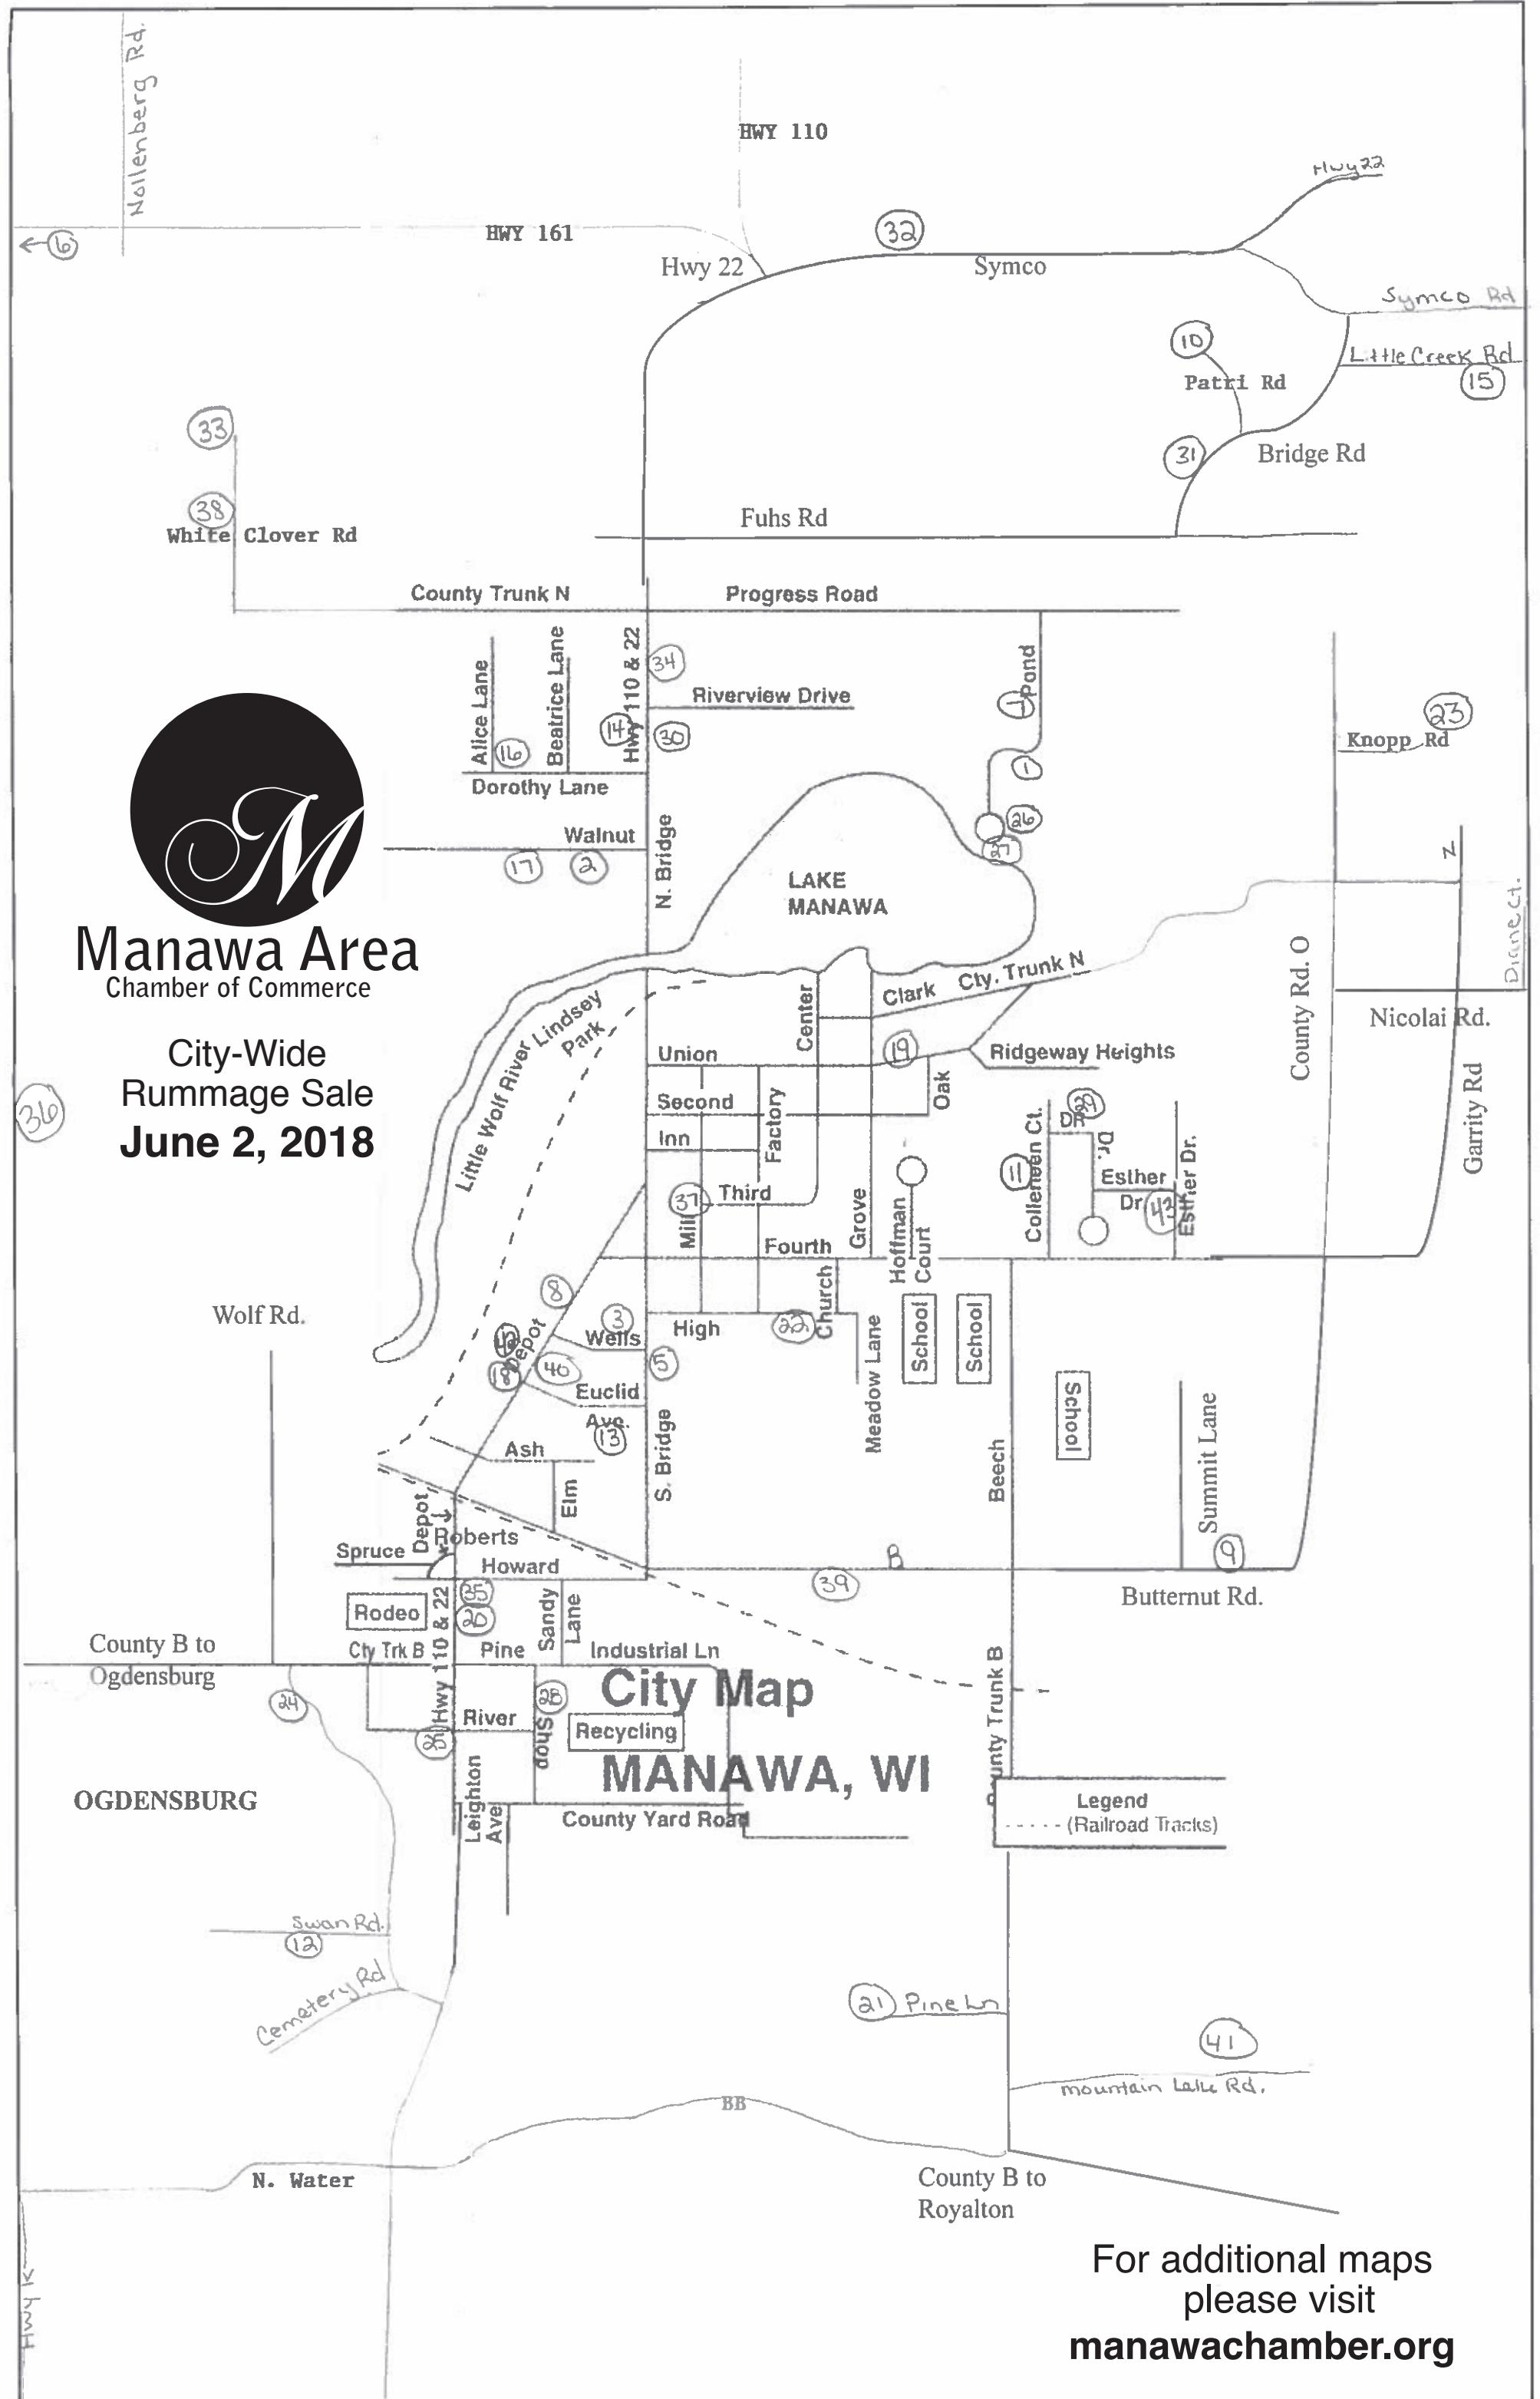 Nollenberg Rd.
HWY 110
Hwy 22
HWY 161
32
6
Hwy 22
Symco
Symco Rd
10
Little Creek Rd
Patri Rd
15
33
31
Bridge Rd
38
Fuhs Rd
White Clover Rd
County Trunk N
Progress Road
Alice Lane
Beatrice Lane
Hwy 110 & 22
34
Pond
Riverview Drive
7
14
30
23
Knopp Rd
16
1
Dorothy Lane
26
Walnut
27
17
2
N. Bridge
LAKE
MANAWA
N
Diane Ct.
M
Manawa Area
Chamber of Commerce
City-Wide
Rummage Sale
June 2, 2018
36
Little Wolf River
Lindsey
Park
Center
Clark
Cty. Trunk N
County Rd. O
Nicolai Rd.
Garrity Rd
Union
19
Ridgeway Heights
Oak
Second
Factory
Inn
Colleneen Ct.
DR
Dr.
11
Esther
Dr
Esther Dr.
37
Third
Mill
Grove
Hoffman
Court
Fourth
8
Church
Wolf Rd.
3
Wells
High
22
Depot
18
5
Euclid
Ave.
13
Meadow Lane
School
School
School
Ash
Elm
S. Bridge
Beech
Summit Lane
Depot
Roberts
Spruce
Howard
B
9
39
Butternut Rd.
35
Rodeo
Hwy 110 & 22
Sandy
Lane
County B to
Ogdensburg
Cty Trk B
Pine
Industrial Ln
24
28
City Map
River
Shop
Recycling
County Trunk B
MANAWA, WI
OGDENSBURG
Leighton
Ave
County Yard Road
Legend
(Railroad Tracks)
Swan Rd.
12
Cemetery Rd
21
Pine Ln
41
Mountain Lake Rd.
BB
N. Water
County B to
Royalton
For additional maps
please visit
manawachamber.org